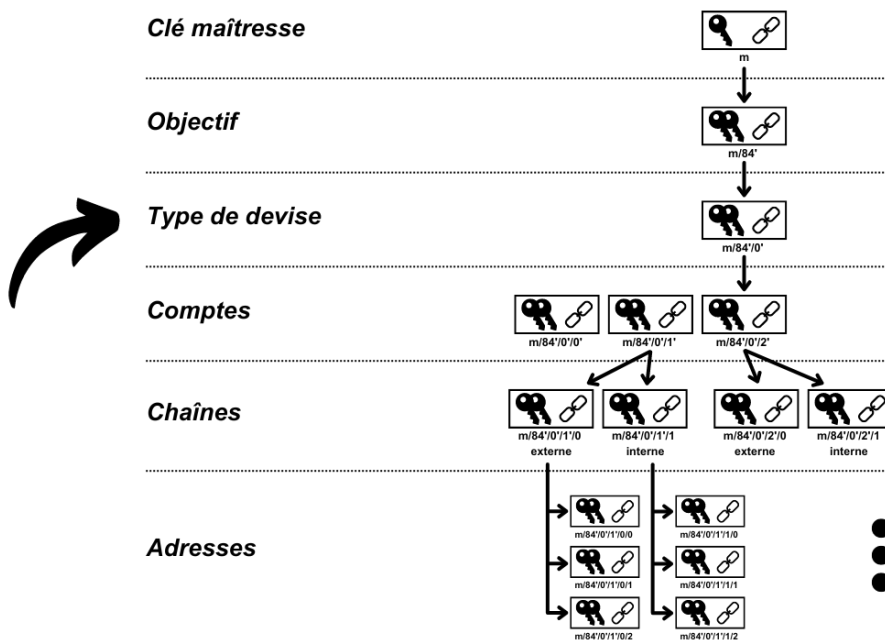 Clé maîtresse
m
Objectif
m/84'
Type de devise
m/84'/0'
Comptes
m/84'/0'/0' m/84'/0'/1' m/84'/0'/2'
Chaînes
m/84'/0'/1'/0 m/84'/0'/1'/1 m/84'/0'/2'/0 m/84'/0'/2'/1
externe interne externe interne
Adresses
m/84'/0'/1'/0/0 m/84'/0'/1'/1/0
m/84'/0'/1'/0/1 m/84'/0'/1'/1/1
m/84'/0'/1'/0/2 m/84'/0'/1'/1/2